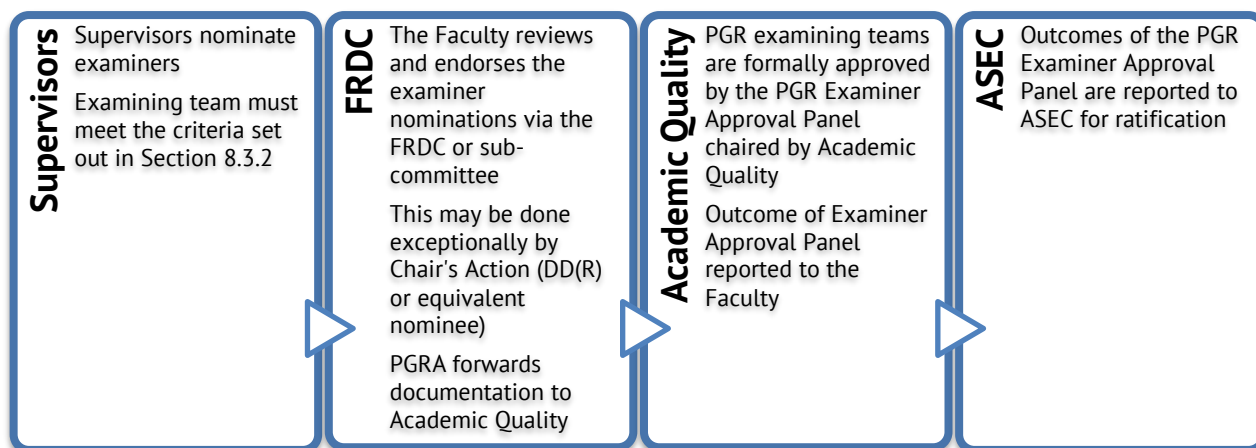 Supervisors
Supervisors nominate
examiners
Examining team must
meet the criteria set
out in Section 8.3.2
FRDC
The Faculty reviews
and endorses the
examiner
nominations via the
FRDC or sub-
committee
This may be done
exceptionally by
Chair's Action (DD(R)
or equivalent
nominee)
PGRA forwards
documentation to
Academic Quality
Academic Quality
PGR examining teams
are formally approved
by the PGR Examiner
Approval Panel
chaired by Academic
Quality
Outcome of Examiner
Approval Panel
reported to the
Faculty
ASEC
Outcomes of the PGR
Examiner Approval
Panel are reported to
ASEC for ratification